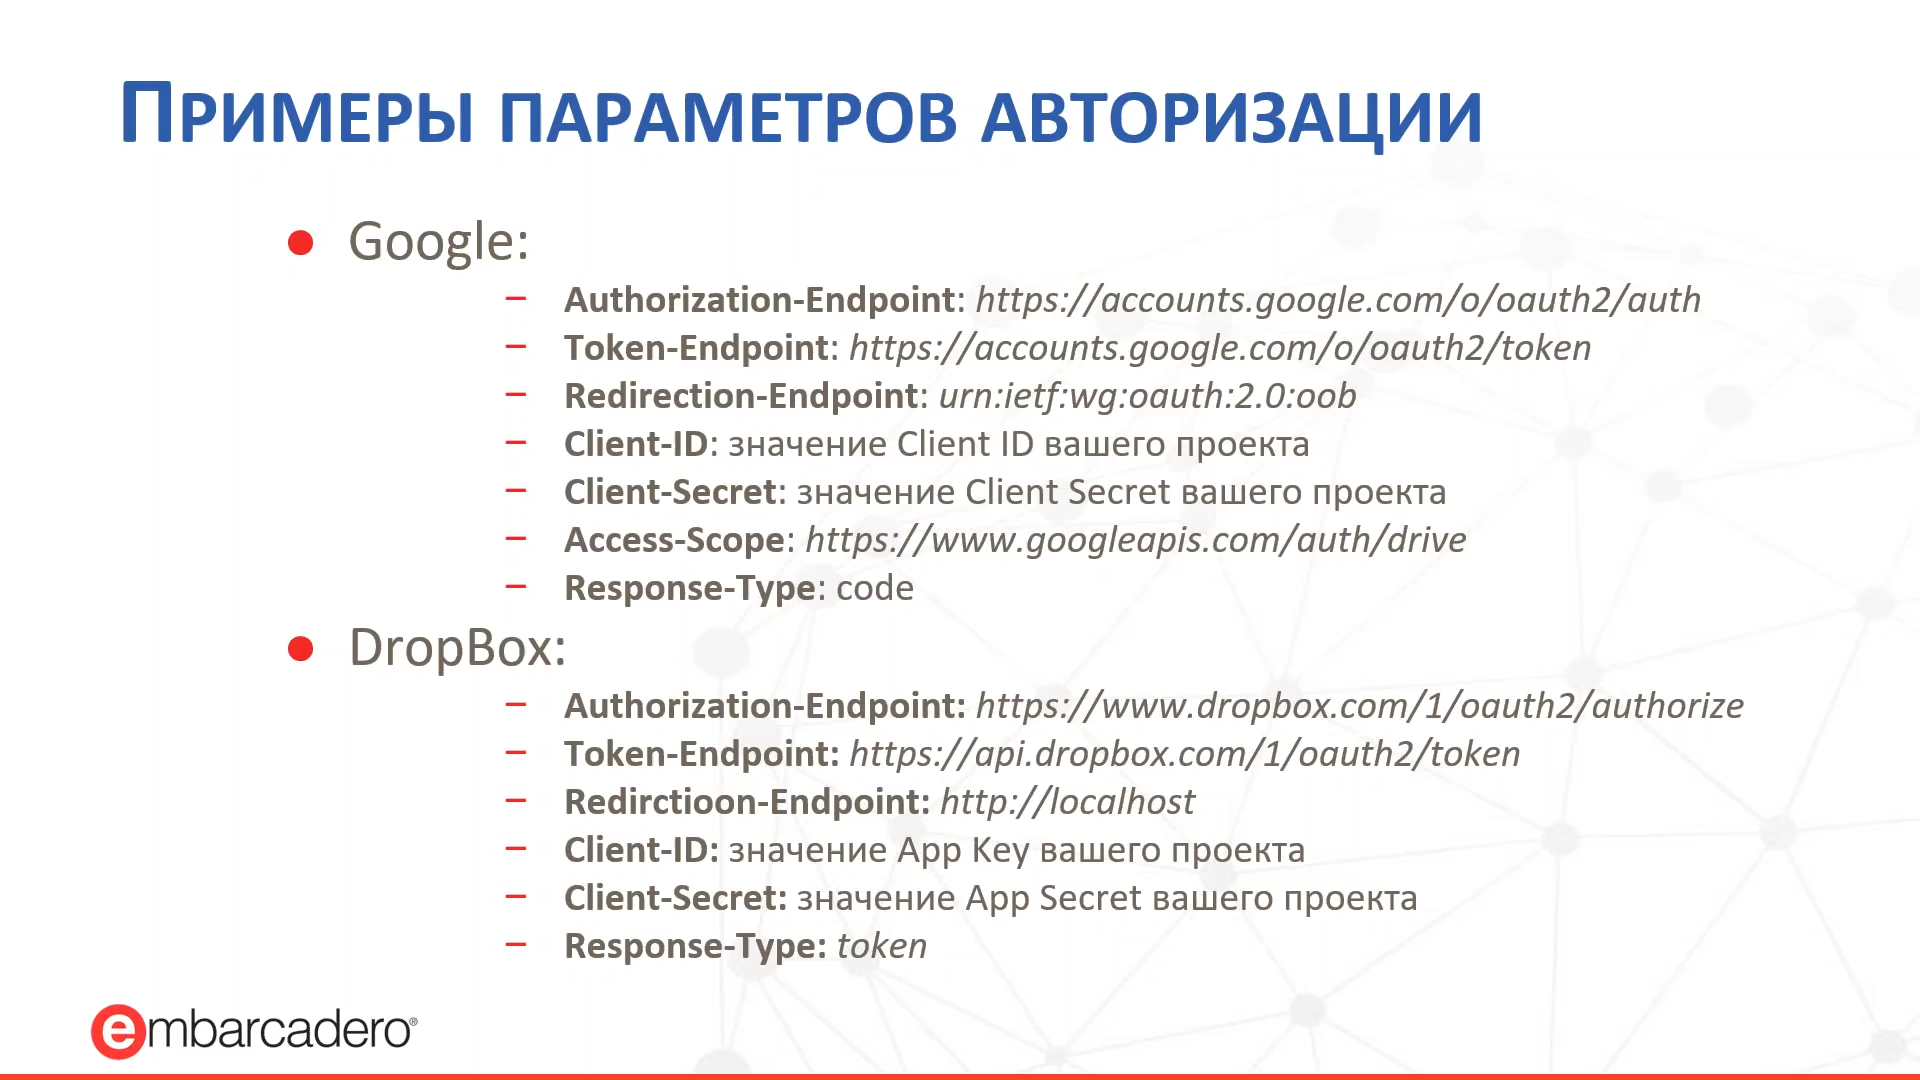 ПРИМЕРЫ ПАРАМЕТРОВ АВТОРИЗАЦИИ
● Google:
– Authorization-Endpoint: https://accounts.google.com/o/oauth2/auth
– Token-Endpoint: https://accounts.google.com/o/oauth2/token
– Redirection-Endpoint: urn:ietf:wg:oauth:2.0:oob
– Client-ID: значение Client ID вашего проекта
– Client-Secret: значение Client Secret вашего проекта
– Access-Scope: https://www.googleapis.com/auth/drive
– Response-Type: code
● DropBox:
– Authorization-Endpoint: https://www.dropbox.com/1/oauth2/authorize
– Token-Endpoint: https://api.dropbox.com/1/oauth2/token
– Redirctioon-Endpoint: http://localhost
– Client-ID: значение App Key вашего проекта
– Client-Secret: значение App Secret вашего проекта
– Response-Type: token
embarcadero®